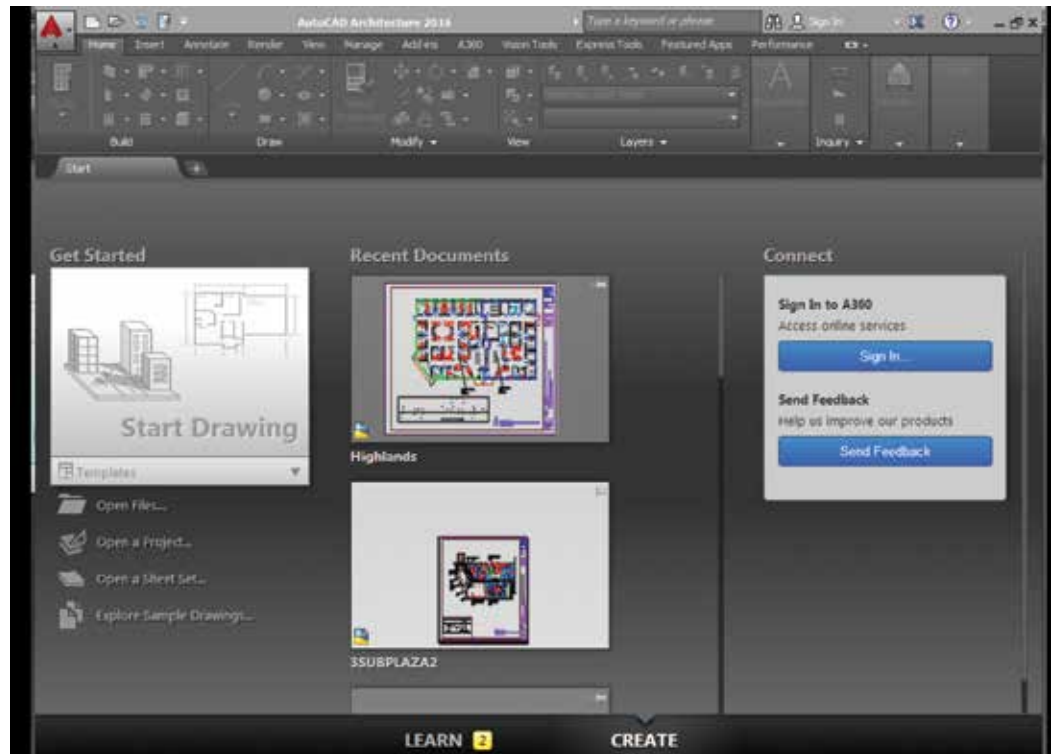 AutoCAD Architecture 2016
Type a keyword or phrase
Sign In
Home Insert Annotate Render View Manage Add-ins A360 Vision Tools Express Tools Featured Apps Performance
Build Draw Modify View Layers Inquiry
Start
Get Started
Start Drawing
Templates
Open Files...
Open a Project...
Open a Sheet Set...
Explore Sample Drawings...
Recent Documents
Highlands
3SUBPLAZA2
Connect
Sign In to A360
Access online services
Sign In...
Send Feedback
Help us improve our products
Send Feedback
LEARN 2 CREATE